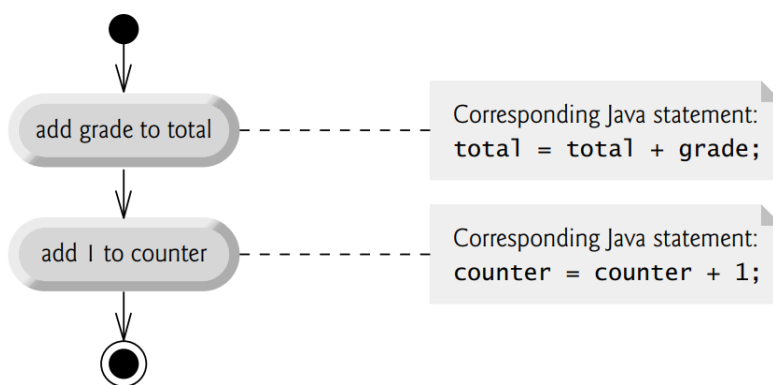 add grade to total
Corresponding Java statement:
total = total + grade;
add 1 to counter
Corresponding Java statement:
counter = counter + 1;